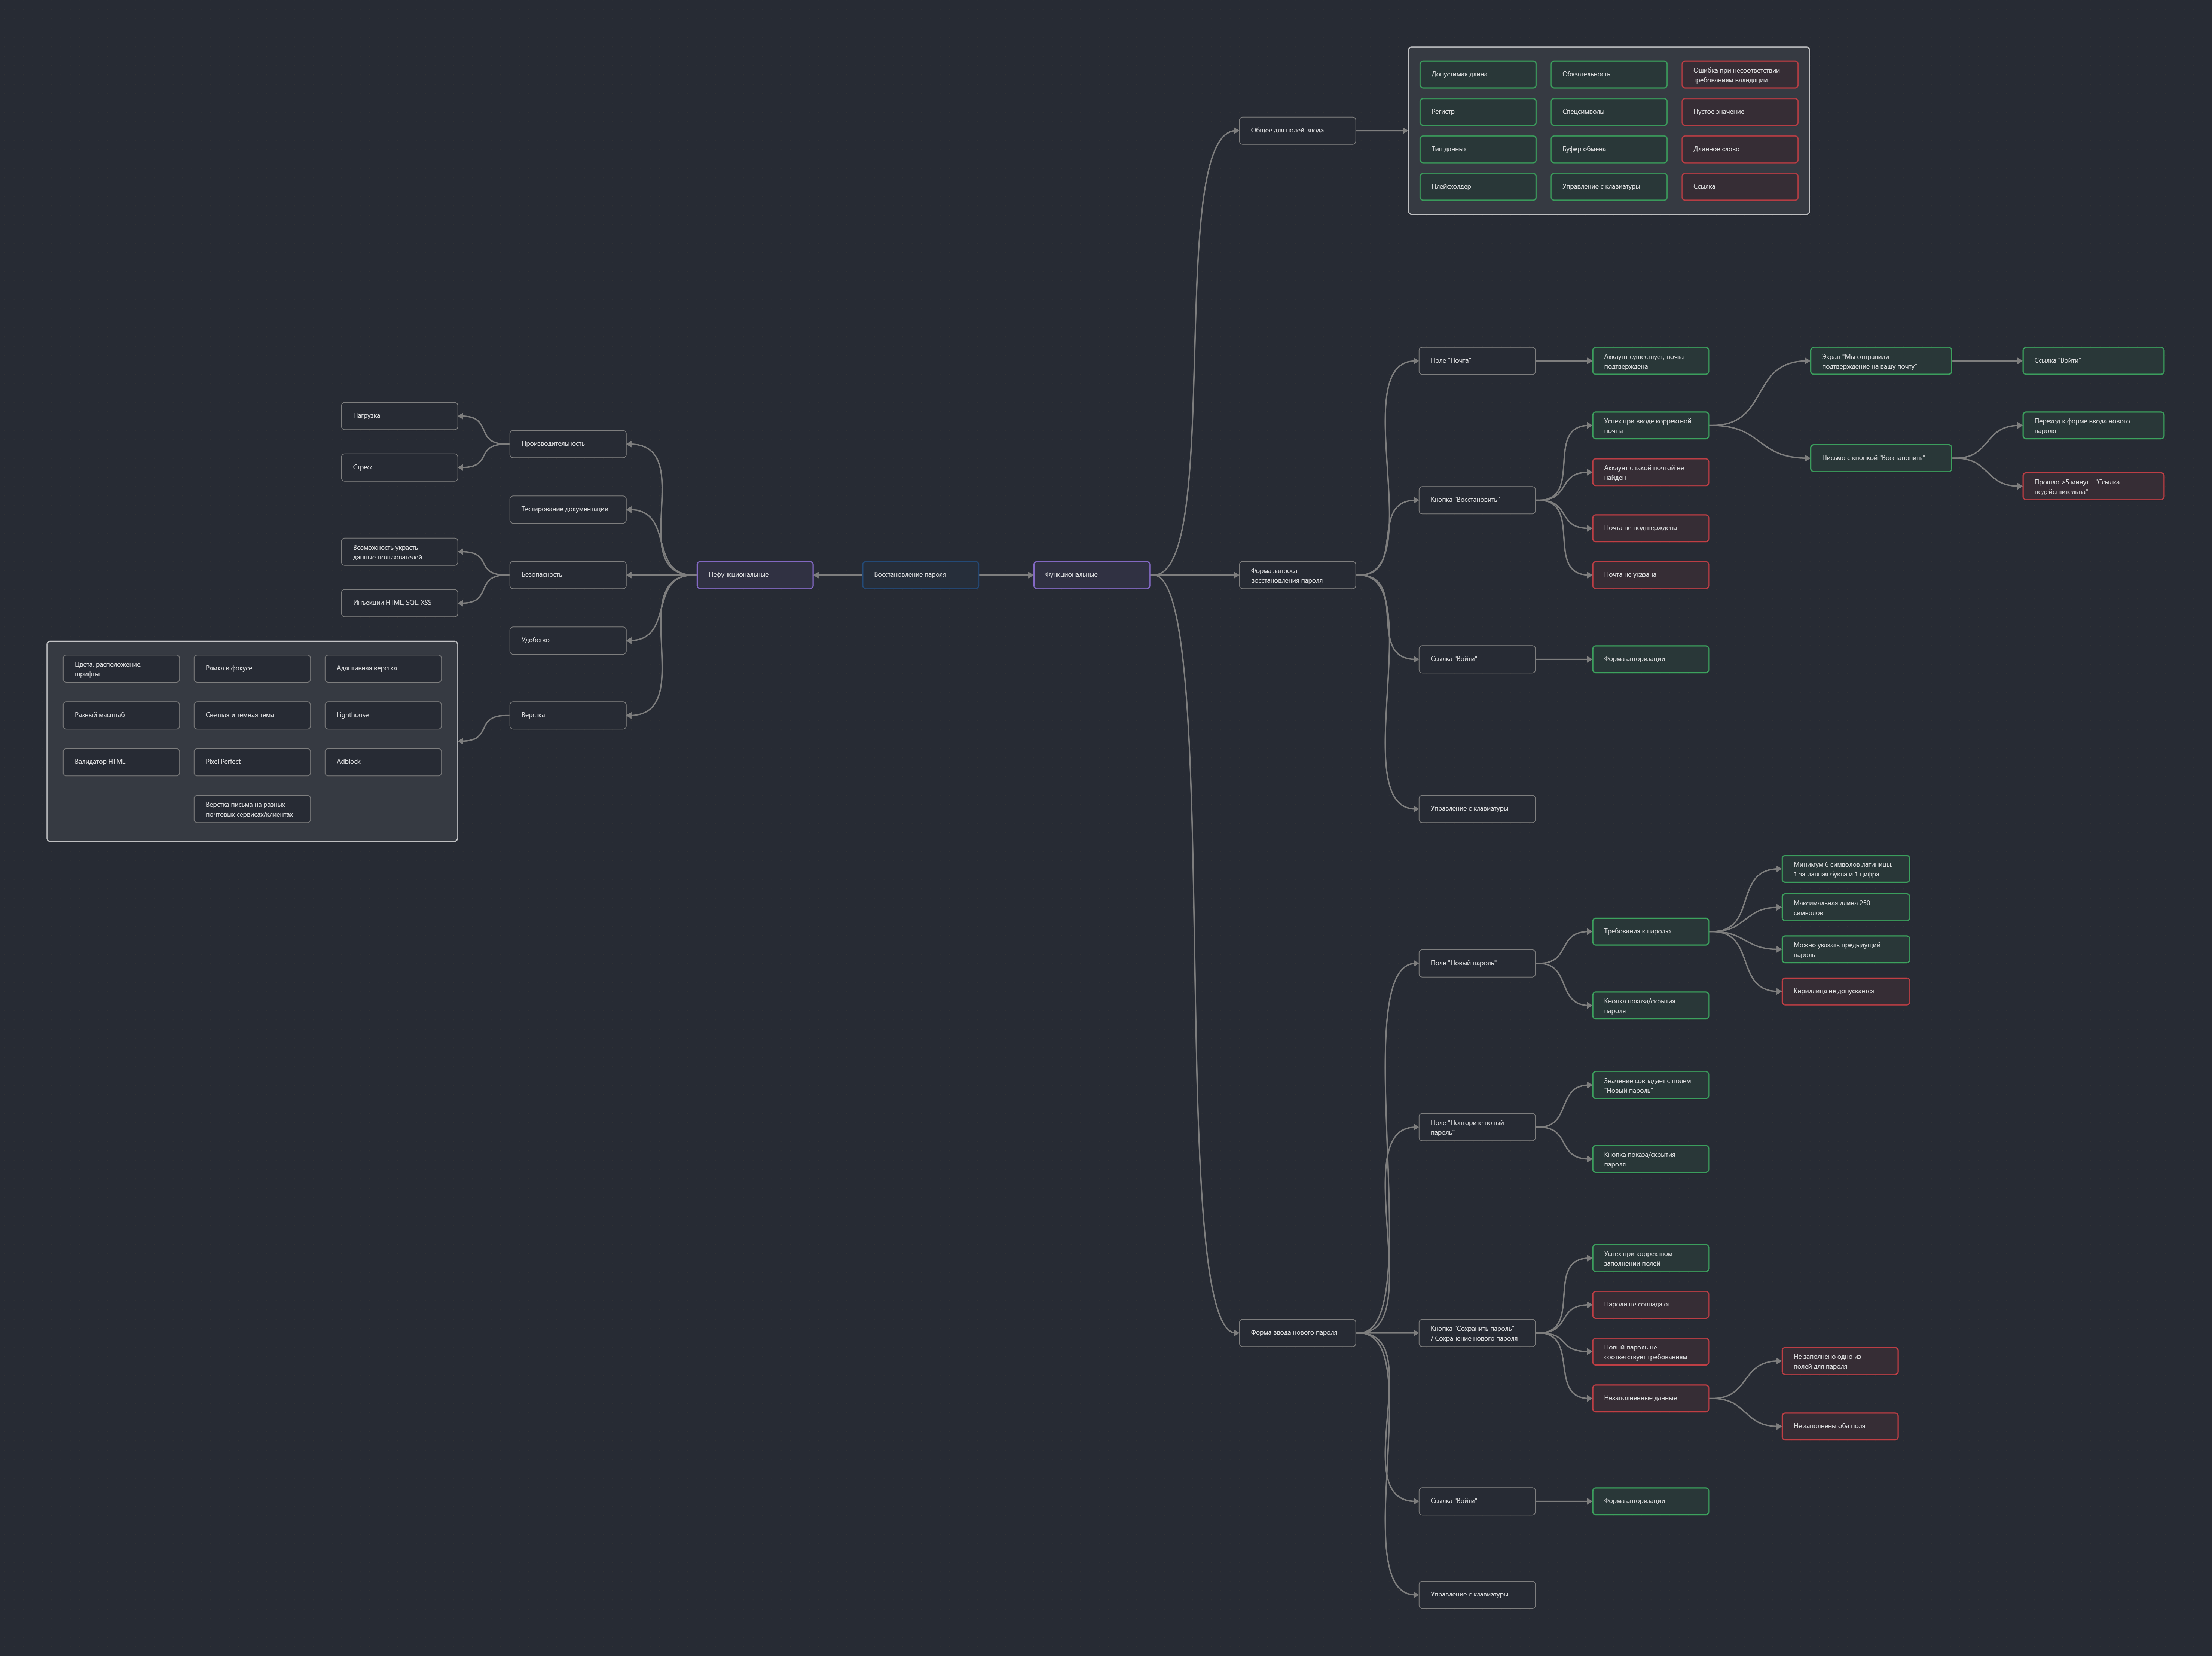 Допустимая длина
Обязательность
Ошибка при несоответствии
требованиям валидации
Регистр
Спецсимволы
Пустое значение
Общее для полей ввода
Тип данных
Буфер обмена
Длинное слово
Плейсхолдер
Управление с клавиатуры
Ссылка
Поле "Почта"
Аккаунт существует, почта
подтверждена
Экран "Мы отправили
подтверждение на вашу почту"
Ссылка "Войти"
Успех при вводе корректной
почты
Переход к форме ввода нового
пароля
Письмо с кнопкой "Восстановить"
Аккаунт с такой почтой не
найден
Прошло >5 минут - "Ссылка
недействительна"
Кнопка "Восстановить"
Почта не подтверждена
Почта не указана
Нагрузка
Производительность
Стресс
Тестирование документации
Возможность украсть
данные пользователей
Безопасность
Инъекции HTML, SQL, XSS
Нефункциональные
Восстановление пароля
Функциональные
Форма запроса
восстановления пароля
Удобство
Ссылка "Войти"
Форма авторизации
Цвета, расположение,
шрифты
Рамка в фокусе
Адаптивная верстка
Разный масштаб
Светлая и темная тема
Lighthouse
Верстка
Валидатор HTML
Pixel Perfect
Adblock
Верстка письма на разных
почтовых сервисах/клиентах
Управление с клавиатуры
Минимум 6 символов латиницы,
1 заглавная буква и 1 цифра
Максимальная длина 250
символов
Требования к паролю
Можно указать предыдущий
пароль
Поле "Новый пароль"
Кириллица не допускается
Кнопка показа/скрытия
пароля
Значение совпадает с полем
"Новый пароль"
Поле "Повторите новый
пароль"
Кнопка показа/скрытия
пароля
Успех при корректном
заполнении полей
Пароли не совпадают
Форма ввода нового пароля
Кнопка "Сохранить пароль"
/ Сохранение нового пароля
Новый пароль не
соответствует требованиям
Не заполнено одно из
полей для пароля
Незаполненные данные
Не заполнены оба поля
Ссылка "Войти"
Форма авторизации
Управление с клавиатуры